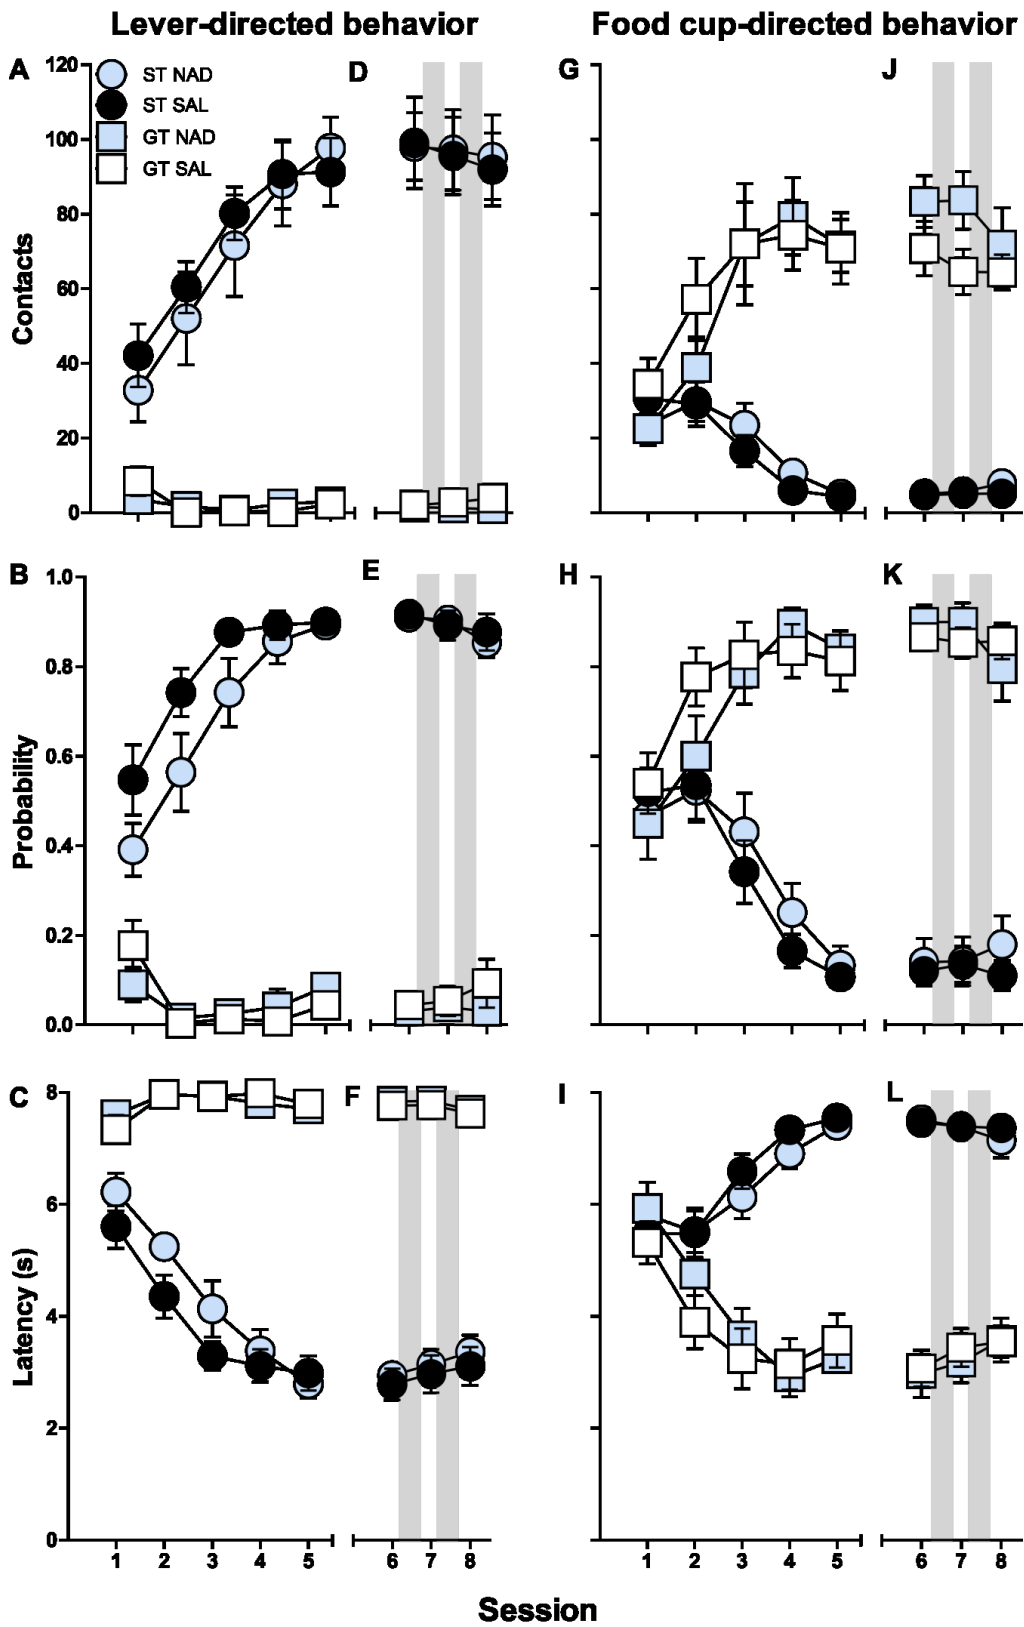 Lever-directed behavior
Food cup-directed behavior
A
120
100
80
60
40
20
0
Contacts
ST NAD
ST SAL
GT NAD
GT SAL
D
G
J
B
1.0
0.8
0.6
0.4
0.2
0.0
Probability
E
H
K
C
8
6
4
2
0
Latency (s)
F
I
L
1 2 3 4 5
6 7 8
1 2 3 4 5
6 7 8
Session